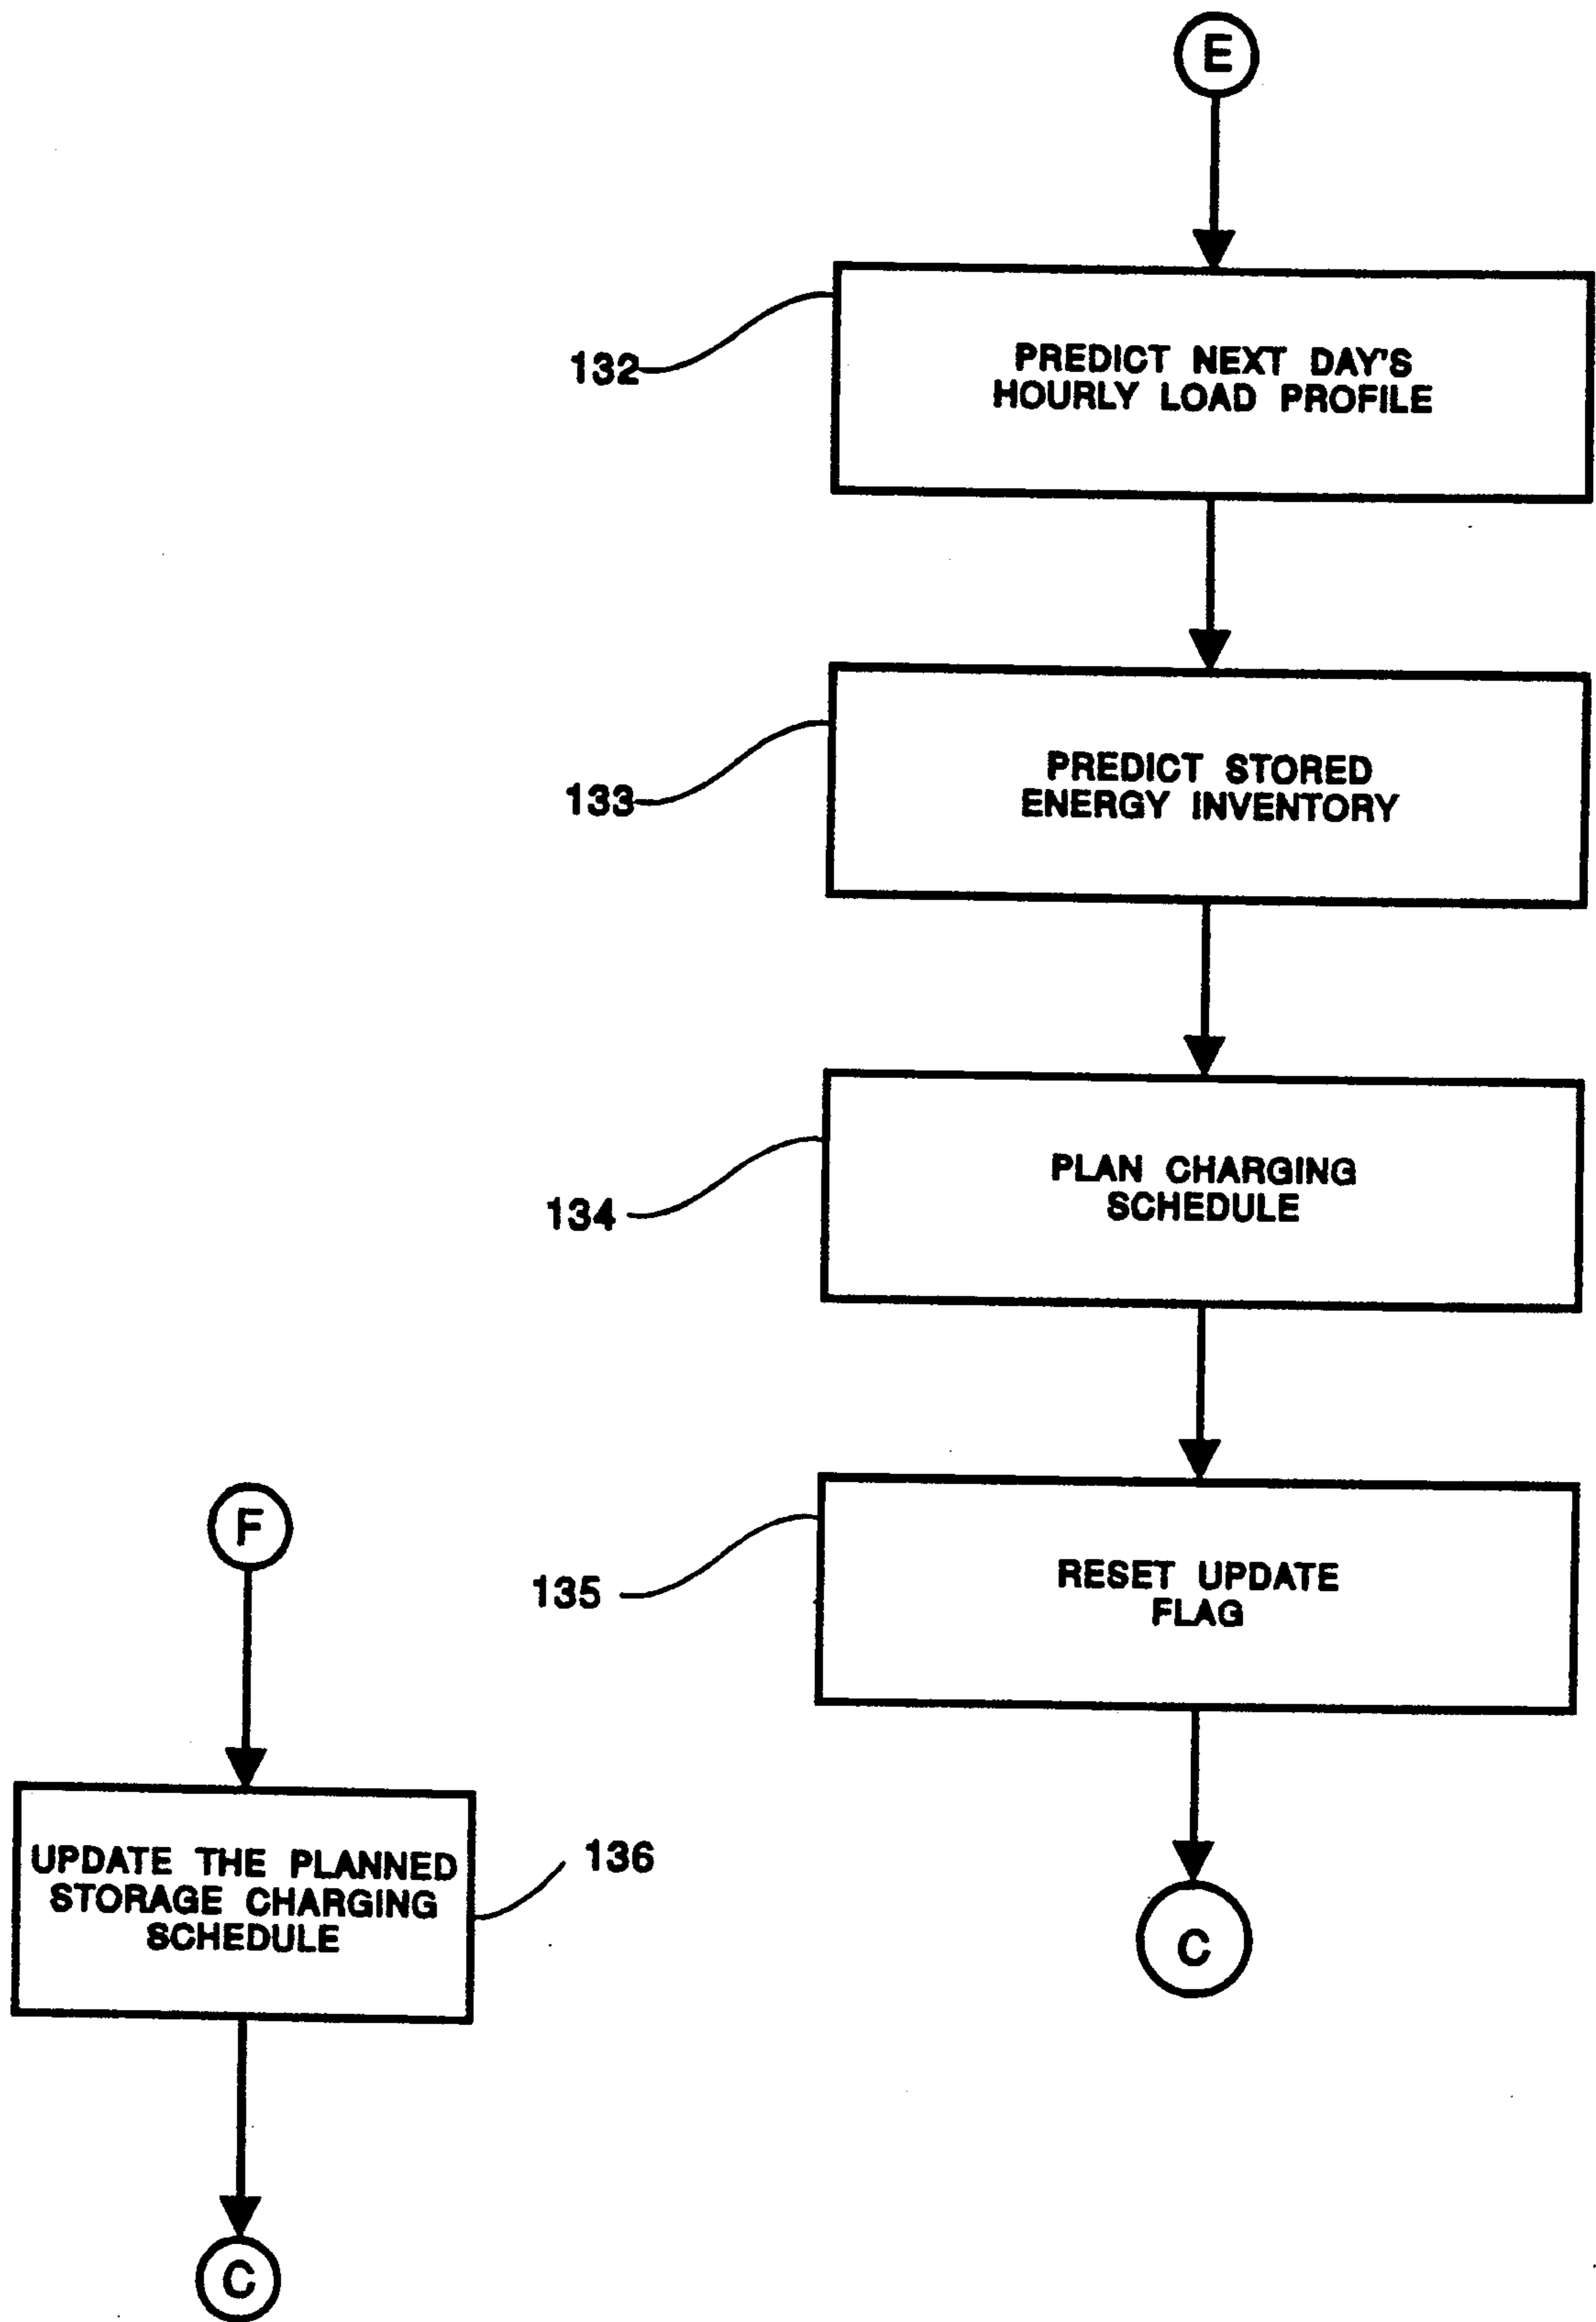 E
132
PREDICT NEXT DAY'S
HOURLY LOAD PROFILE
133
PREDICT STORED
ENERGY INVENTORY
134
PLAN CHARGING
SCHEDULE
135
RESET UPDATE
FLAG
C
F
UPDATE THE PLANNED
STORAGE CHARGING
SCHEDULE
136
C